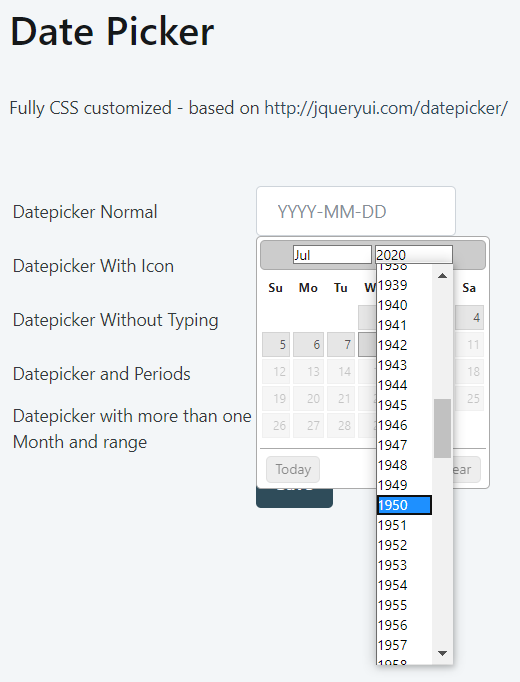 Date Picker
Fully CSS customized - based on http://jqueryui.com/datepicker/
Datepicker Normal
YYYY-MM-DD
Datepicker With Icon
Jul 2020
Su Mo Tu Sa
Datepicker Without Typing
4
5 6 7 11
Datepicker and Periods
12 13 14 18
19 20 21 25
26 27 28
Datepicker with more than one
Month and range
Today
1938
1939
1940
1941
1942
1943
1944
1945
1946
1947
1948
1949
1950
1951
1952
1953
1954
1955
1956
1957
1958